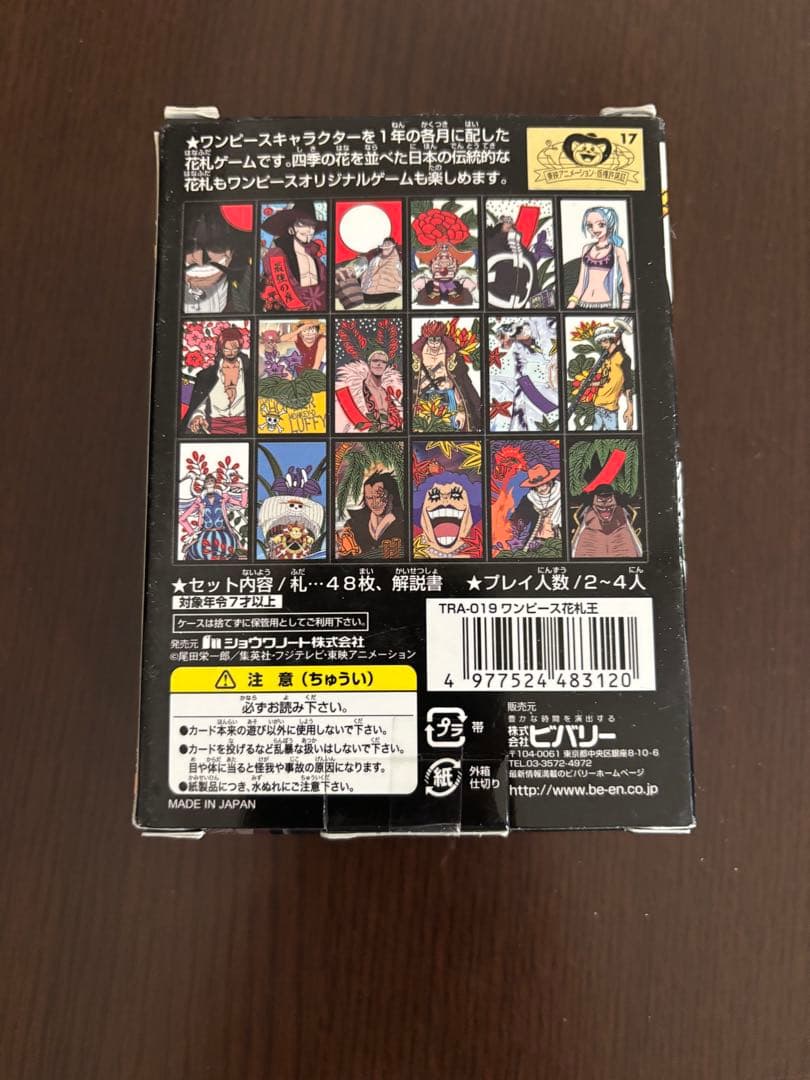 ★ワンピースキャラクターを1年の各月に配した
花札ゲームです。四季の花を並べた日本の伝統的な
花札もワンピースオリジナルゲームも楽しめます。
17
東映アニメーション・版権許諾証
最強の座
LUFFY
★セット内容/札…48枚、解説書 ★プレイ人数/2~4人
対象年令7才以上
ケースは捨てずに保管用としてご利用下さい。
発売元 ショウワノート株式会社
©尾田栄一郎/集英社・フジテレビ・東映アニメーション
注意(ちゅうい)
必ずお読み下さい。
●カード本来の遊び以外に使用しないで下さい。
●カードを投げるなど乱暴な扱いはしないで下さい。
目や体に当ると怪我や事故の原因になります。
●紙製品につき、水ぬれにご注意下さい。
MADE IN JAPAN
TRA-019 ワンピース花札王
4 977524 483120
プラ 帯
紙 外箱 仕切り
販売元
豊かな時間を演出する
株式会社 ビバリー
〒104-0061 東京都中央区銀座8-10-6
TEL.03-3572-4972
最新情報満載のビバリーホームページ
http://www.be-en.co.jp